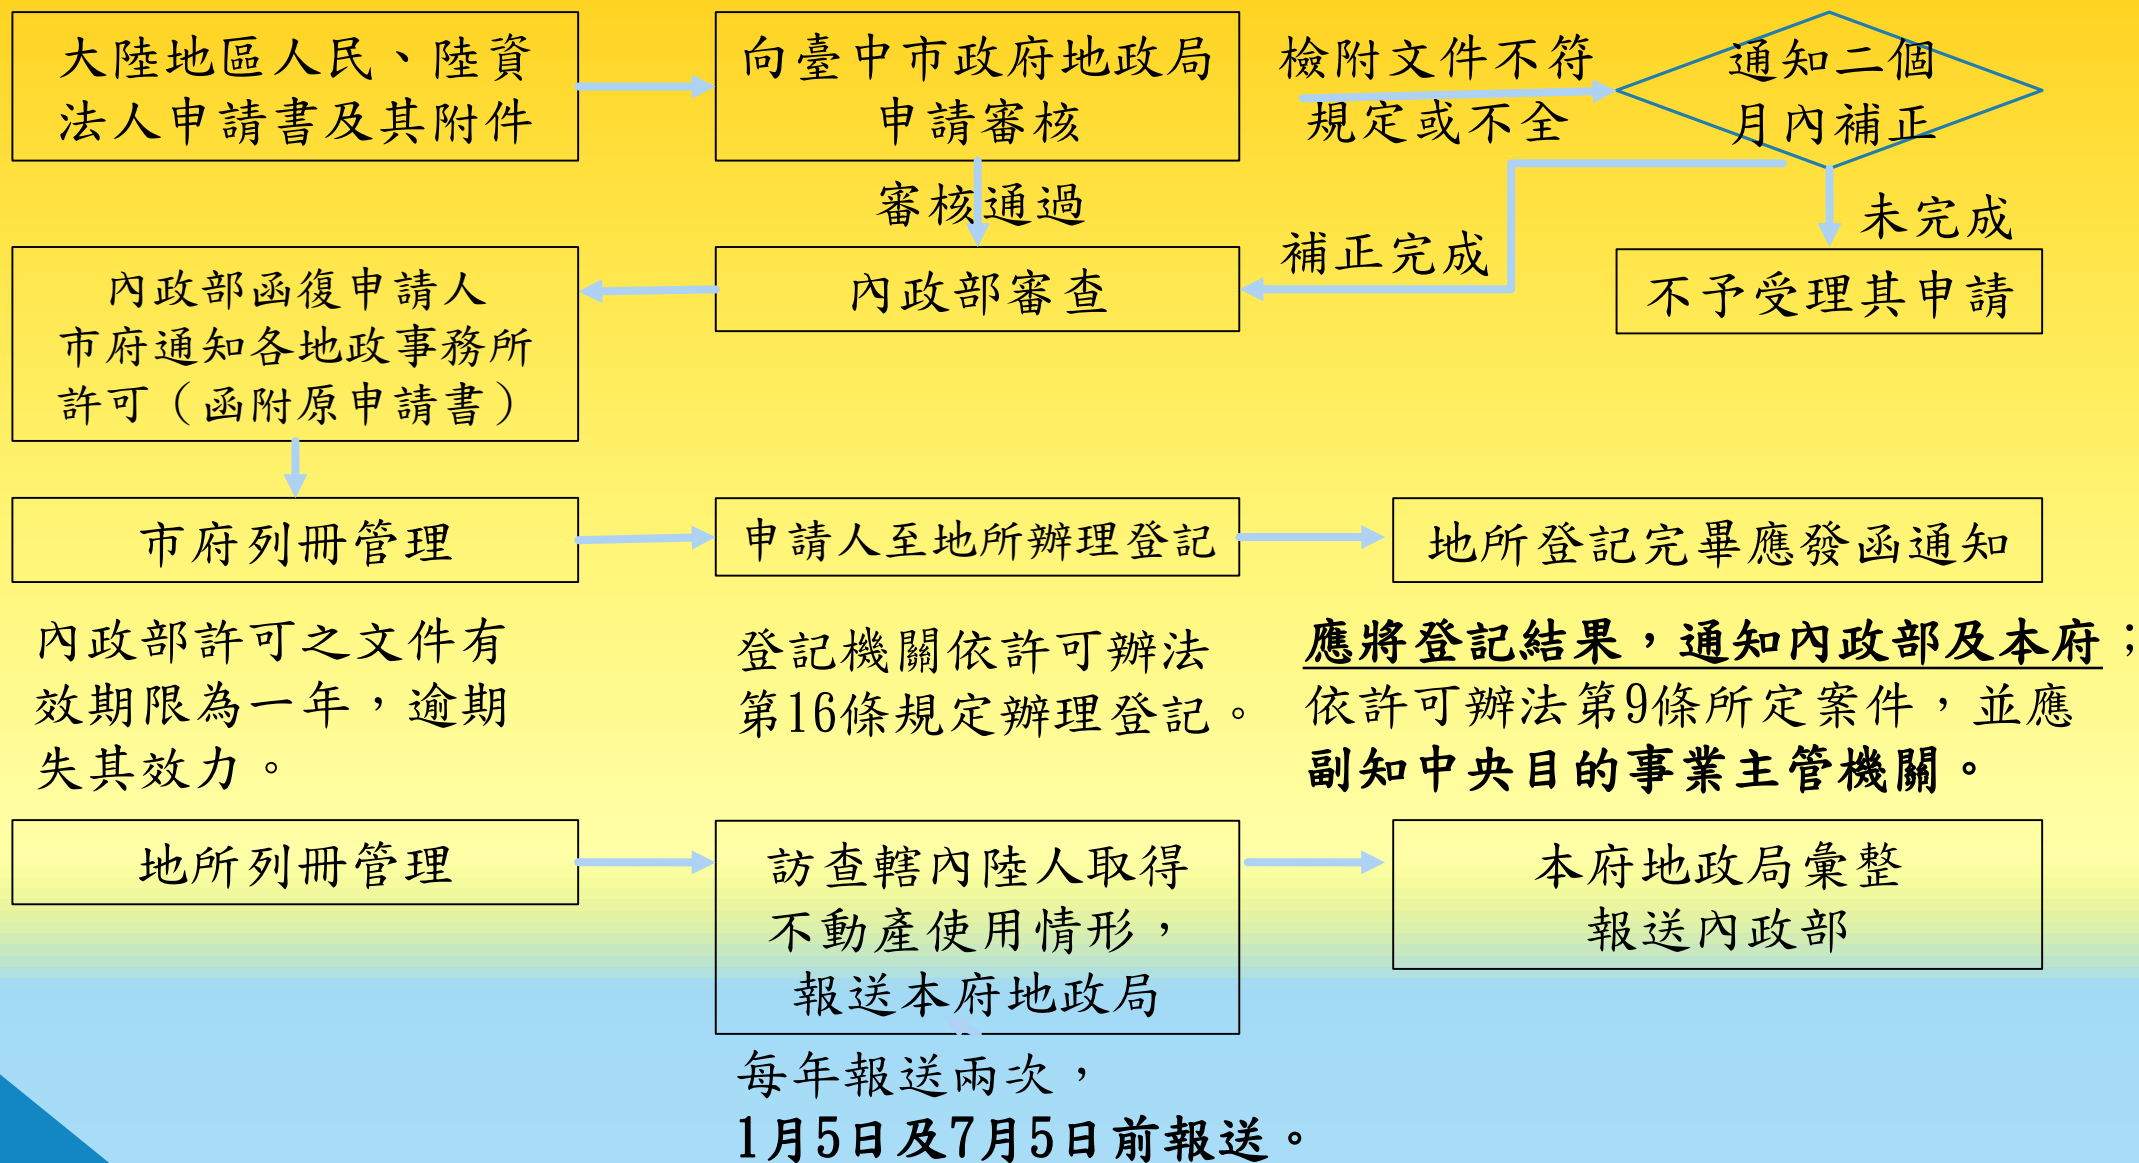 大陸地區人民、陸資
法人申請書及其附件
向臺中市政府地政局
申請審核
檢附文件不符
規定或不全
通知二個
月內補正
審核通過
補正完成
未完成
內政部函復申請人
市府通知各地政事務所
許可（函附原申請書）
內政部審查
不予受理其申請
市府列冊管理
申請人至地所辦理登記
地所登記完畢應發函通知
內政部許可之文件有
效期限為一年，逾期
失其效力。
登記機關依許可辦法
第16條規定辦理登記。
應將登記結果，通知內政部及本府；
依許可辦法第9條所定案件，並應
副知中央目的事業主管機關。
地所列冊管理
訪查轄內陸人取得
不動產使用情形，
報送本府地政局
本府地政局彙整
報送內政部
每年報送兩次，
1月5日及7月5日前報送。